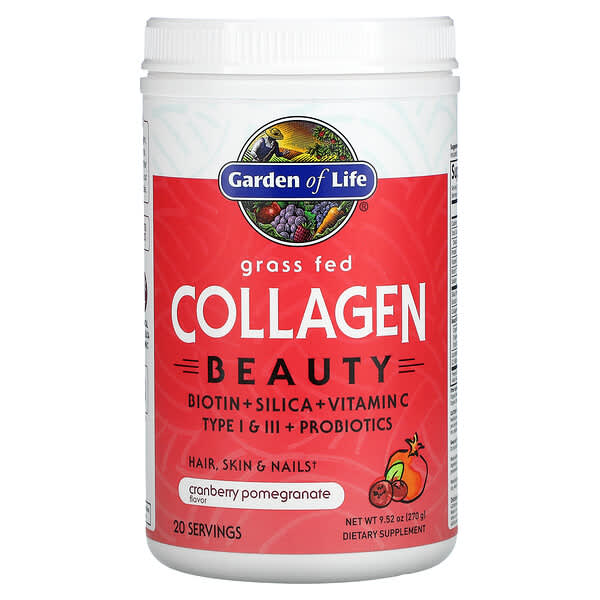 Garden of Life®
grass fed
COLLAGEN
BEAUTY
BIOTIN + SILICA + VITAMIN C
TYPE I & III + PROBIOTICS
HAIR, SKIN & NAILS†
cranberry pomegranate
flavor
20 SERVINGS
NET WT 9.52 oz (270 g)
DIETARY SUPPLEMENT